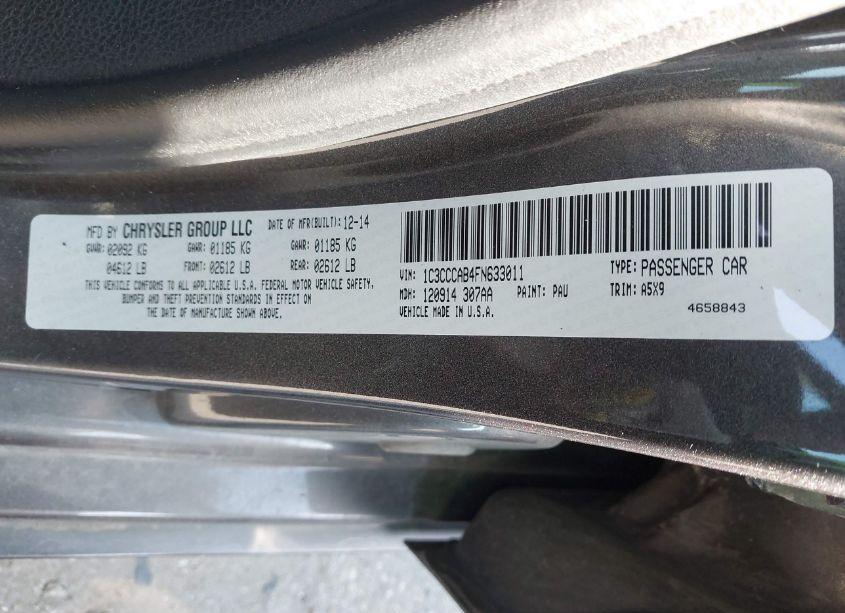 MFD BY CHRYSLER GROUP LLC DATE OF MFR(BUILT): 12-14
GVWR: 02092 KG GAWR: 01185 KG GAWR: 01185 KG
04612 LB FRONT: 02612 LB REAR: 02612 LB
THIS VEHICLE CONFORMS TO ALL APPLICABLE U.S.A. FEDERAL MOTOR VEHICLE SAFETY,
BUMPER AND THEFT PREVENTION STANDARDS IN EFFECT ON
THE DATE OF MANUFACTURE SHOWN ABOVE.
VIN: 1C3CCCAB4FN633011 TYPE: PASSENGER CAR
MDH: 120914 307AA PAINT: PAU TRIM: A5X9
VEHICLE MADE IN U.S.A. 4658843